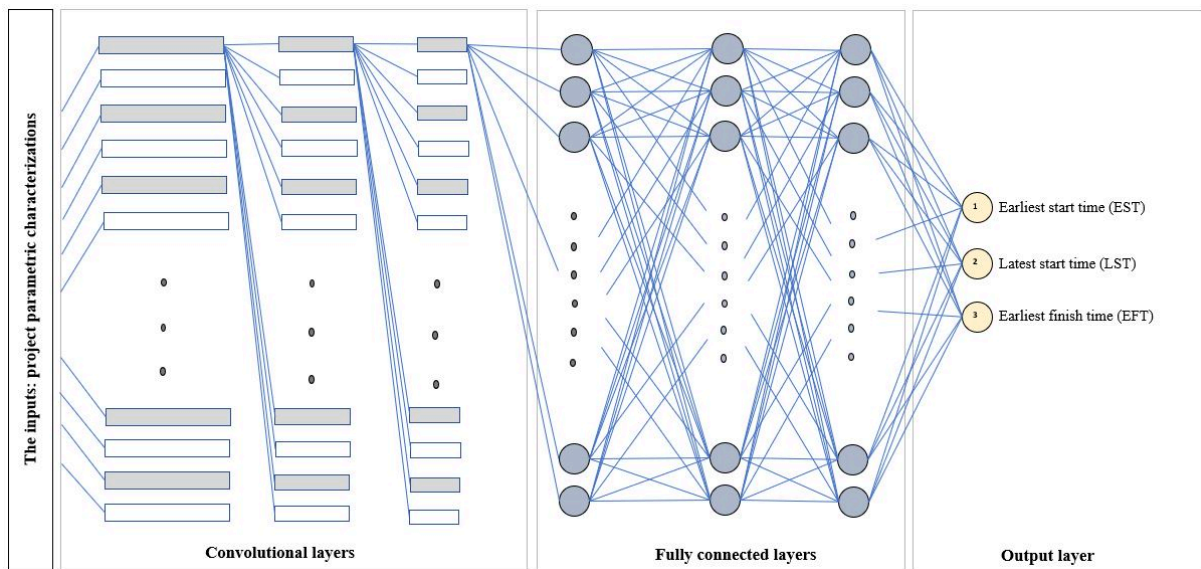 The inputs: project parametric characterizations
1 Earliest start time (EST)
2 Latest start time (LST)
3 Earliest finish time (EFT)
Convolutional layers
Fully connected layers
Output layer